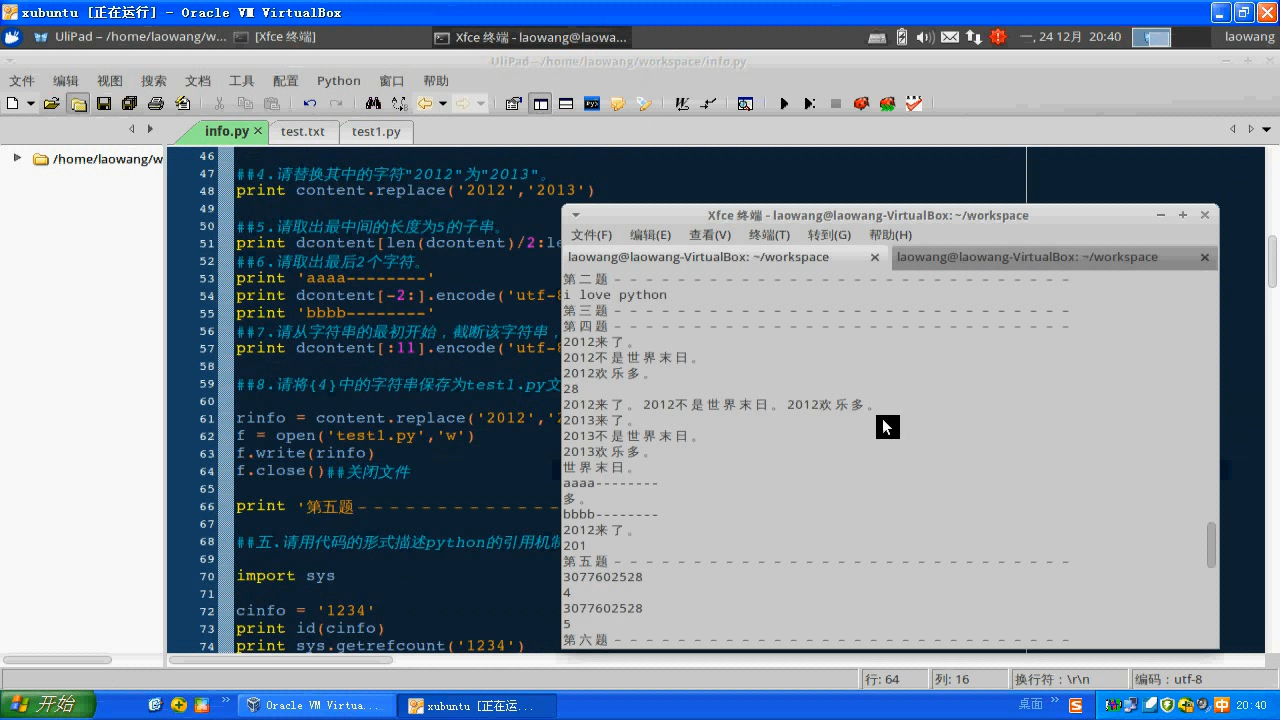 xubuntu [正在运行] - Oracle VM VirtualBox
UliPad – /home/laowang/w... [Xfce 终端] Xfce 终端 - laowang@laowa... 一, 24 12月 20:40 laowang
UliPad - /home/laowang/workspace/info.py
文件 编辑 视图 搜索 文档 工具 配置 Python 窗口 帮助
info.py test.txt test1.py
/home/laowang/w
46
47 ##4.请替换其中的字符"2012"为"2013"。
48 print content.replace('2012','2013')
49
50 ##5.请取出最中间的长度为5的子串。
51 print dcontent[len(dcontent)/2:le
52 ##6.请取出最后2个字符。
53 print 'aaaa--------'
54 print dcontent[-2:].encode('utf-8
55 print 'bbbb--------'
56 ##7.请从字符串的最初开始，截断该字符串，
57 print dcontent[:11].encode('utf-8
58
59 ##8.请将{4}中的字符串保存为test1.py文
60
61 rinfo = content.replace('2012','2
62 f = open('test1.py','w')
63 f.write(rinfo)
64 f.close()##关闭文件
65
66 print '第五题－－－－－－－－－－－－－
67
68 ##五.请用代码的形式描述python的引用机制
69
70 import sys
71
72 cinfo = '1234'
73 print id(cinfo)
74 print sys.getrefcount('1234')
Xfce 终端 - laowang@laowang-VirtualBox: ~/workspace
文件(F) 编辑(E) 查看(V) 终端(T) 转到(G) 帮助(H)
laowang@laowang-VirtualBox: ~/workspace laowang@laowang-VirtualBox: ~/workspace
第二题－－－－－－－－－－－－－－－－－－－－－－－－－－－－－
i love python
第三题－－－－－－－－－－－－－－－－－－－－－－－－－－－－－
第四题－－－－－－－－－－－－－－－－－－－－－－－－－－－－－
2012来了。
2012不是世界末日。
2012欢乐多。
28
2012来了。2012不是世界末日。2012欢乐多。
2013来了。
2013不是世界末日。
2013欢乐多。
世界末日。
aaaa--------
多。
bbbb--------
2012来了。
201
第五题－－－－－－－－－－－－－－－－－－－－－－－－－－－－－
3077602528
4
3077602528
5
第六题－－－－－－－－－－－－－－－－－－－－－－－－－－－－－
行: 64 列: 16 换行符：\r\n 编码：utf-8
开始 Oracle VM Virtua... xubuntu [正在运... 桌面 中 20:40